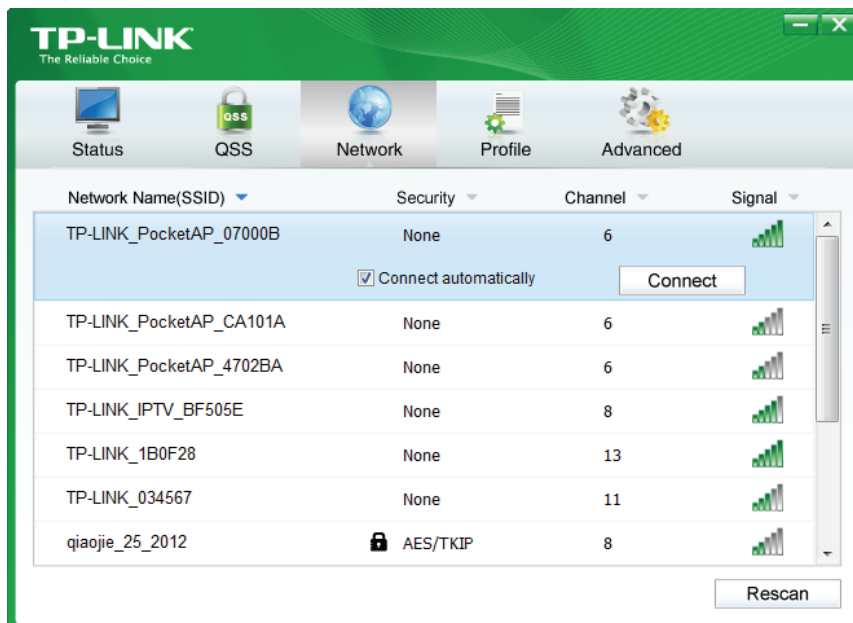 TP-LINK
The Reliable Choice
QSS
Status QSS Network Profile Advanced
Network Name(SSID) Security Channel Signal
TP-LINK_PocketAP_07000B None 6
Connect automatically Connect
TP-LINK_PocketAP_CA101A None 6
TP-LINK_PocketAP_4702BA None 6
TP-LINK_IPTV_BF505E None 8
TP-LINK_1B0F28 None 13
TP-LINK_034567 None 11
qiaojie_25_2012 AES/TKIP 8
Rescan